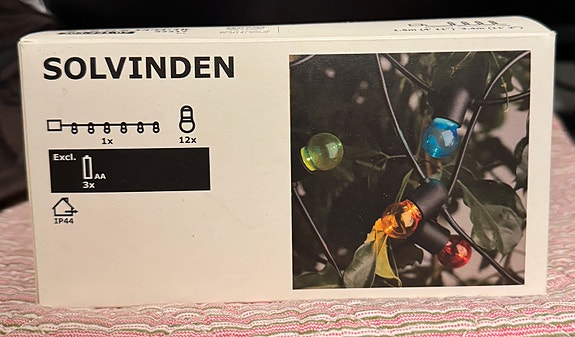 SOLVINDEN
1x
12x
Excl.
AA
3x
IP44